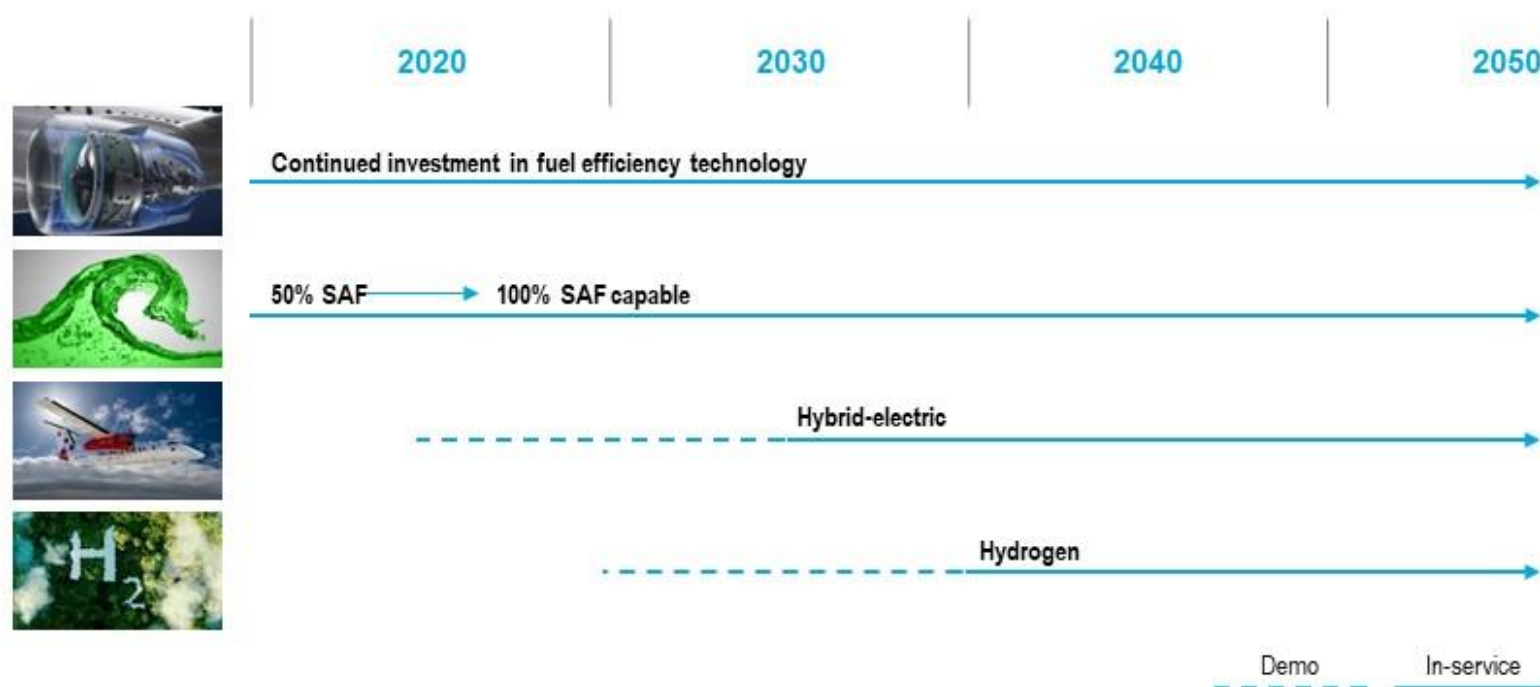 2020 2030 2040 2050
Continued investment in fuel efficiency technology
50% SAF 100% SAF capable
Hybrid-electric
H2
Hydrogen
Demo In-service